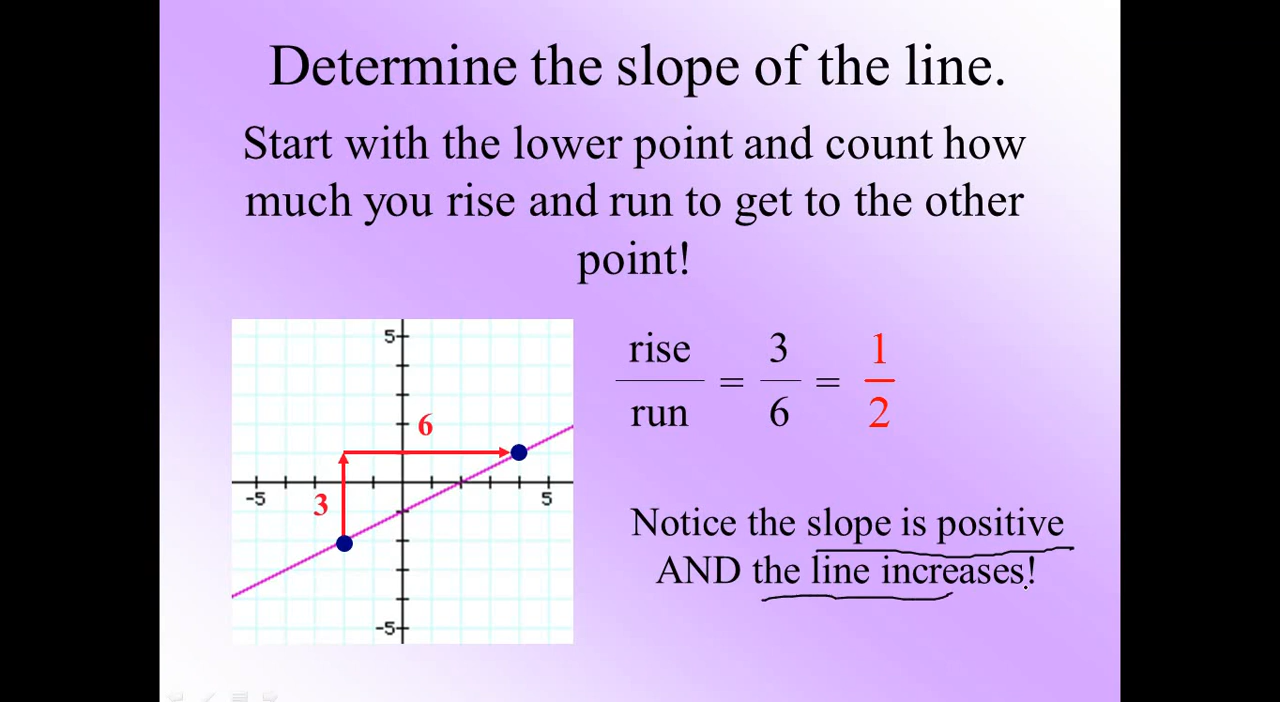 Determine the slope of the line.
Start with the lower point and count how
much you rise and run to get to the other
point!
5
6
-5
5
3
-5
rise
run
=
3
6
=
1
2
Notice the slope is positive
AND the line increases!